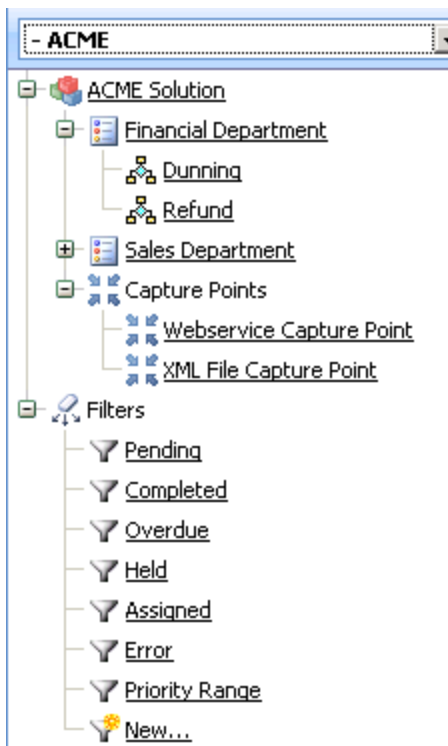 - ACME
ACME Solution
Financial Department
Dunning
Refund
Sales Department
Capture Points
Webservice Capture Point
XML File Capture Point
Filters
Pending
Completed
Overdue
Held
Assigned
Error
Priority Range
New...